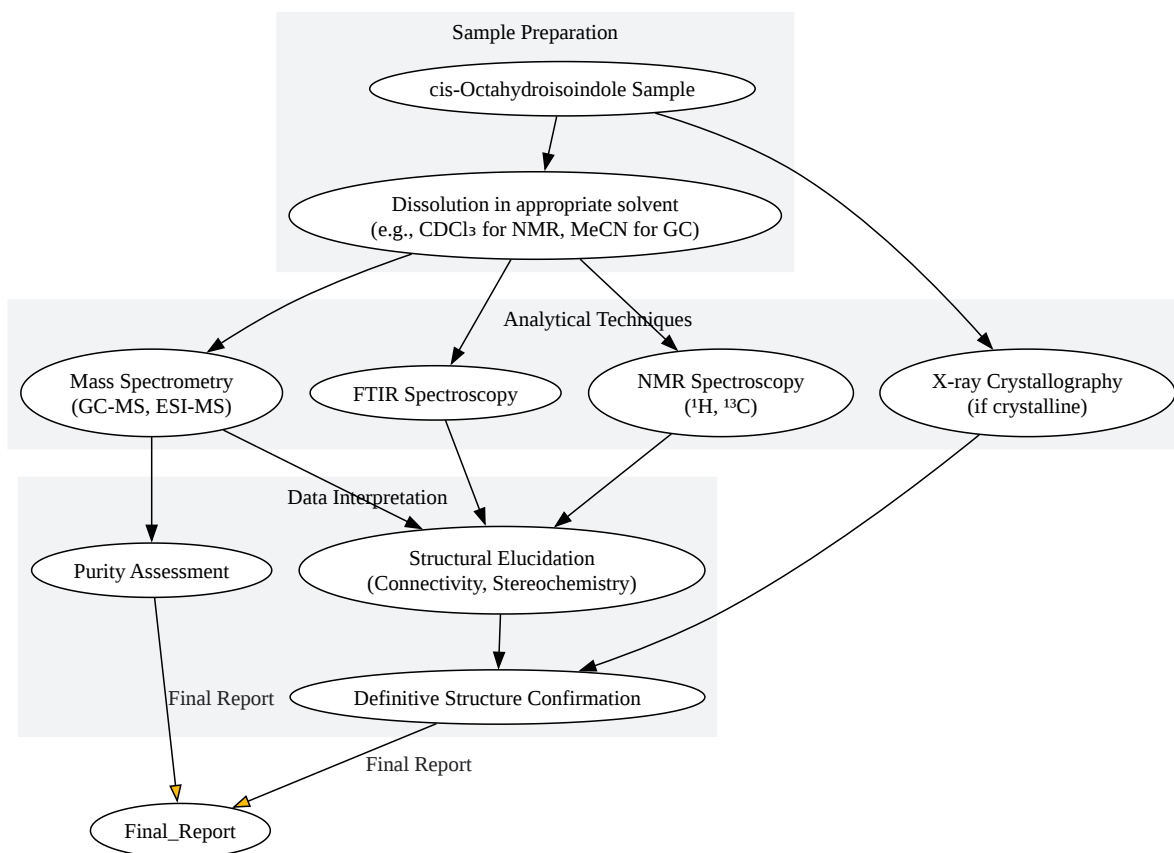 Sample Preparation
cis-Octahydroisoindole Sample
Dissolution in appropriate solvent
(e.g., CDCl₃ for NMR, MeCN for GC)
Analytical Techniques
Mass Spectrometry
(GC-MS, ESI-MS)
FTIR Spectroscopy
NMR Spectroscopy
(¹H, ¹³C)
X-ray Crystallography
(if crystalline)
Data Interpretation
Purity Assessment
Structural Elucidation
(Connectivity, Stereochemistry)
Final Report
Definitive Structure Confirmation
Final Report
Final_Report